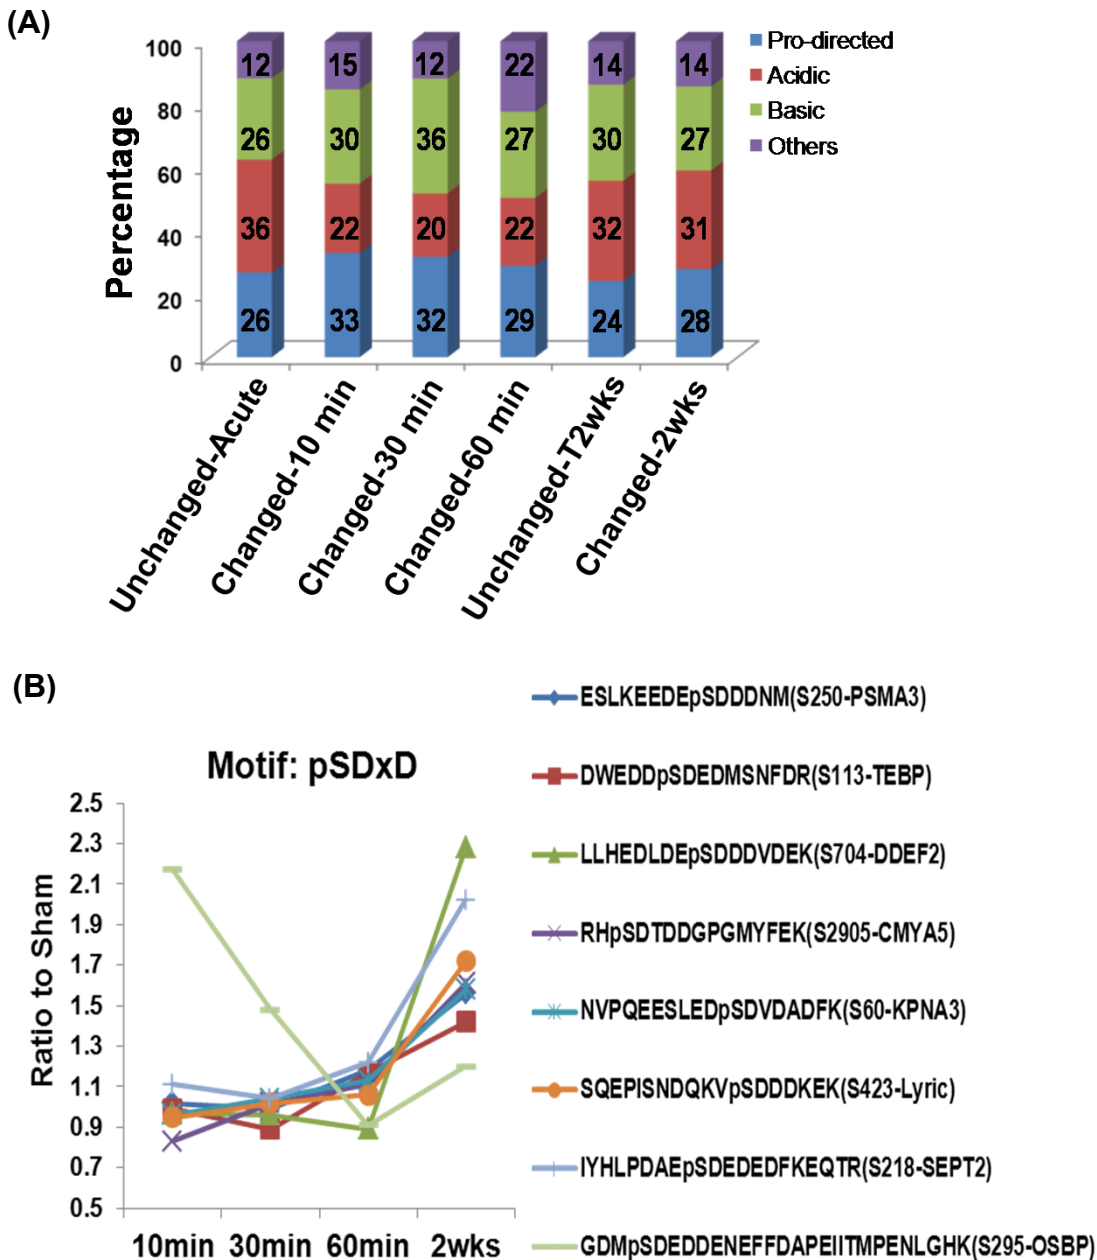 (A)
Percentage
100
80
60
40
20
0
12 15 12 22 14 14
26 30 36 27 30 27
36 22 20 22 32 31
26 33 32 29 24 28
Pro-directed
Acidic
Basic
Others
Unchanged-Acute
Changed-10 min
Changed-30 min
Changed-60 min
Unchanged-T2wks
Changed-2wks
(B)
Motif: pSDxD
Ratio to Sham
2.5
2.3
2.1
1.9
1.7
1.5
1.3
1.1
0.9
0.7
0.5
10min 30min 60min 2wks
ESLKEEDEpSDDDNM(S250-PSMA3)
DWEDDpSDEDMSNFDR(S113-TEBP)
LLHEDLDEpSDDDVDEK(S704-DDEF2)
RHpSDTDDGPGMYFEK(S2905-CMYA5)
NVPQEESLEDpSDVDADFK(S60-KPNA3)
SQEPISNDQKVpSDDDKEK(S423-Lyric)
IYHLPDAEpSDEDEDFKEQTR(S218-SEPT2)
GDMpSDEDDENEFFDAPEIITMPENLGHK(S295-OSBP)